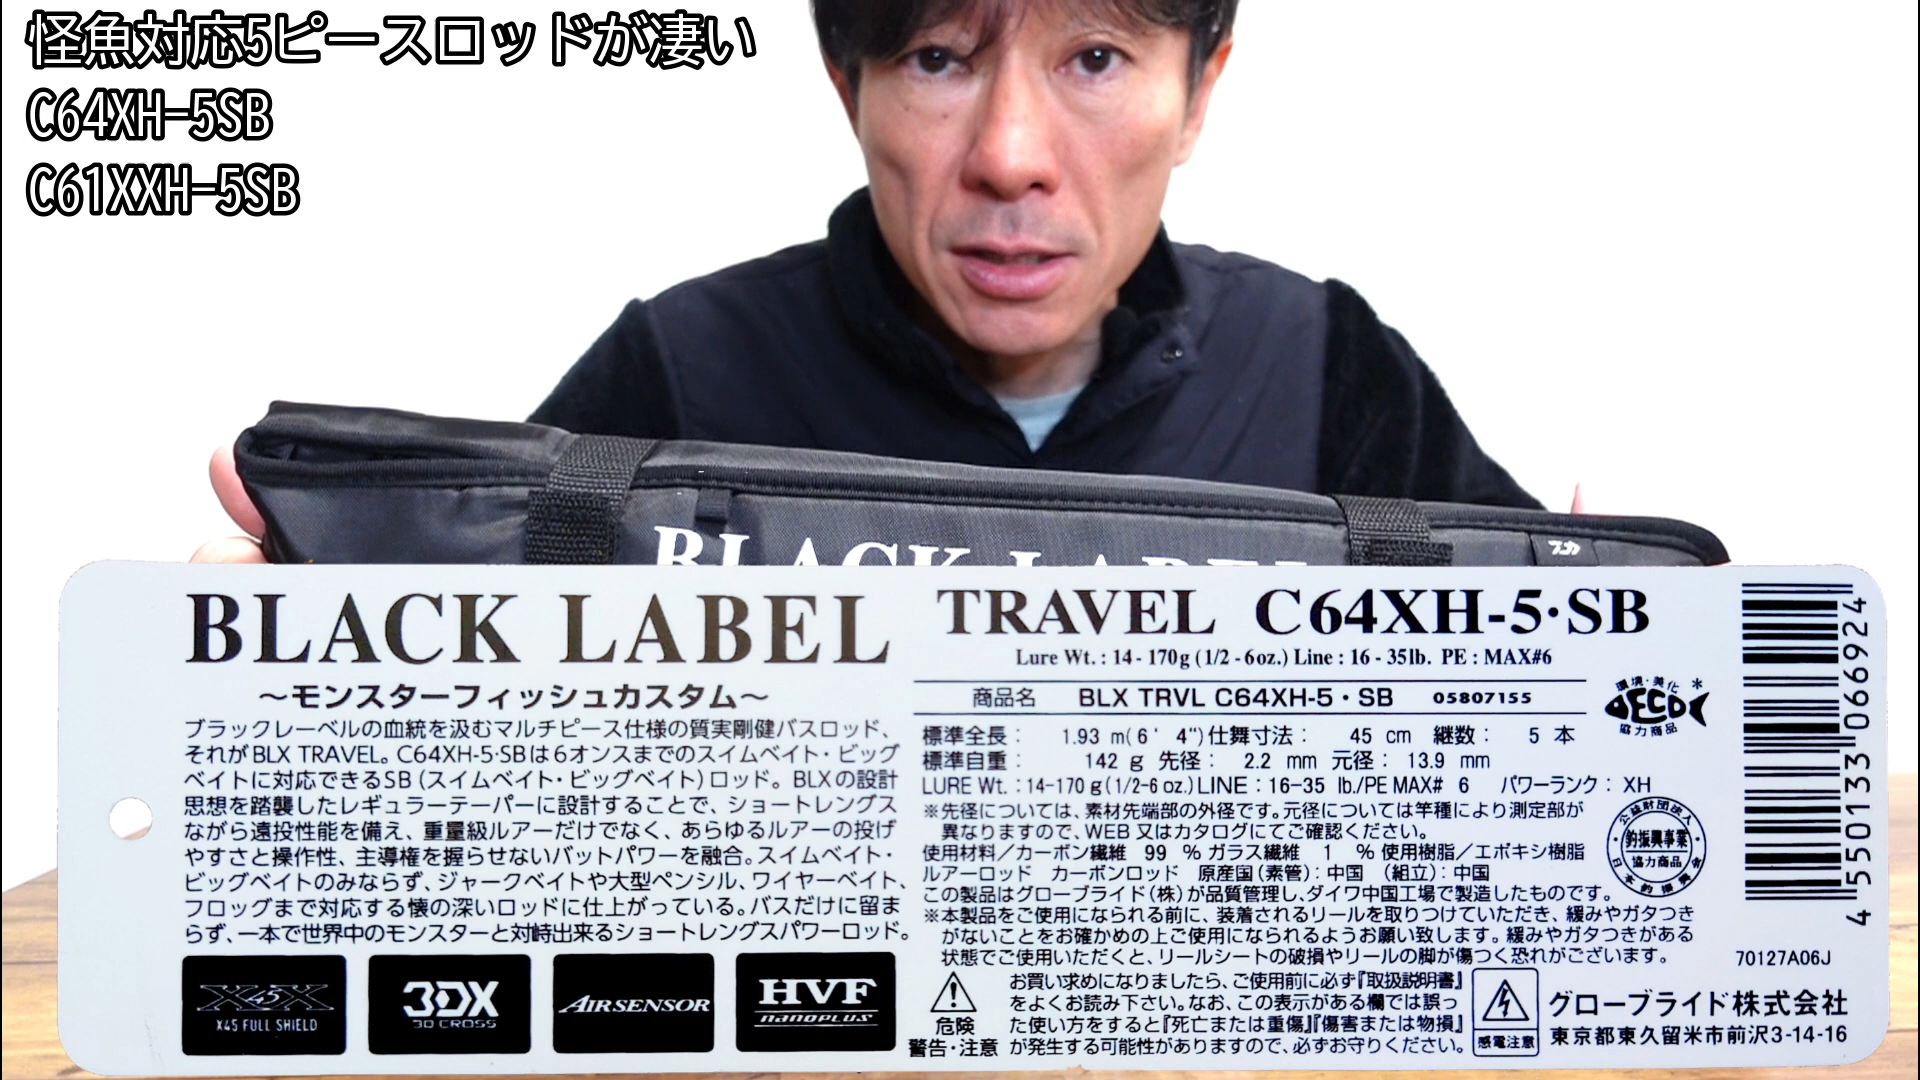 怪魚対応5ピースロッドが凄い
C64XH-5SB
C61XXH-5SB
BLACK LABEL
BLACK LABEL
～モンスターフィッシュカスタム～
ブラックレーベルの血統を汲むマルチピース仕様の質実剛健バスロッド、
それがBLX TRAVEL。C64XH-5・SBは6オンスまでのスイムベイト・ビッグ
ベイトに対応できるSB(スイムベイト・ビッグベイト)ロッド。BLXの設計
思想を踏襲したレギュラーテーパーに設計することで、ショートレングス
ながら遠投性能を備え、重量級ルアーだけでなく、あらゆるルアーの投げ
やすさと操作性、主導権を握らせないバットパワーを融合。スイムベイト・
ビッグベイトのみならず、ジャークベイトや大型ペンシル、ワイヤーベイト、
フロッグまで対応する懐の深いロッドに仕上がっている。バスだけに留ま
らず、一本で世界中のモンスターと対峙出来るショートレングスパワーロッド。
X45
X45 FULL SHIELD
3DX
3D CROSS
AIRSENSOR
HVF
nanoPLUS
TRAVEL C64XH-5・SB
Lure Wt. : 14 - 170g (1/2 - 6oz.) Line : 16 - 35lb. PE : MAX#6
商品名 BLX TRVL C64XH-5・SB 05807155
標準全長： 1.93 m(6' 4")仕舞寸法： 45 cm 継数： 5 本
標準自重： 142 g 先径： 2.2 mm 元径： 13.9 mm
LURE Wt.：14-170 g(1/2-6 oz.) LINE：16-35 lb./PE MAX# 6 パワーランク： XH
※先径については、素材先端部の外径です。元径については竿種により測定部が
異なりますので、WEB又はカタログにてご確認ください。
使用材料／カーボン繊維 99 % ガラス繊維 1 % 使用樹脂／エポキシ樹脂
ルアーロッド カーボンロッド 原産国(素管)：中国 (組立)：中国
この製品はグローブライド(株)が品質管理し、ダイワ中国工場で製造したものです。
※本製品をご使用になられる前に、装着されるリールを取りつけていただき、緩みやガタつき
がないことをお確かめの上ご使用になられるようお願い致します。緩みやガタつきがある
状態でご使用いただくと、リールシートの破損やリールの脚が傷つく恐れがございます。
危険
警告・注意
お買い求めになりましたら、ご使用前に必ず『取扱説明書』
をよくお読み下さい。なお、この表示がある欄では誤っ
た使い方をすると『死亡または重傷』『傷害または物損』
が発生する可能性がありますので、必ずお守りください。
感電注意
環境・美化
ECO
協力商品
公益財団法人
釣振興事業
協力商品
日本釣振興会
4 550133 066924
70127A06J
グローブライド株式会社
東京都東久留米市前沢3-14-16